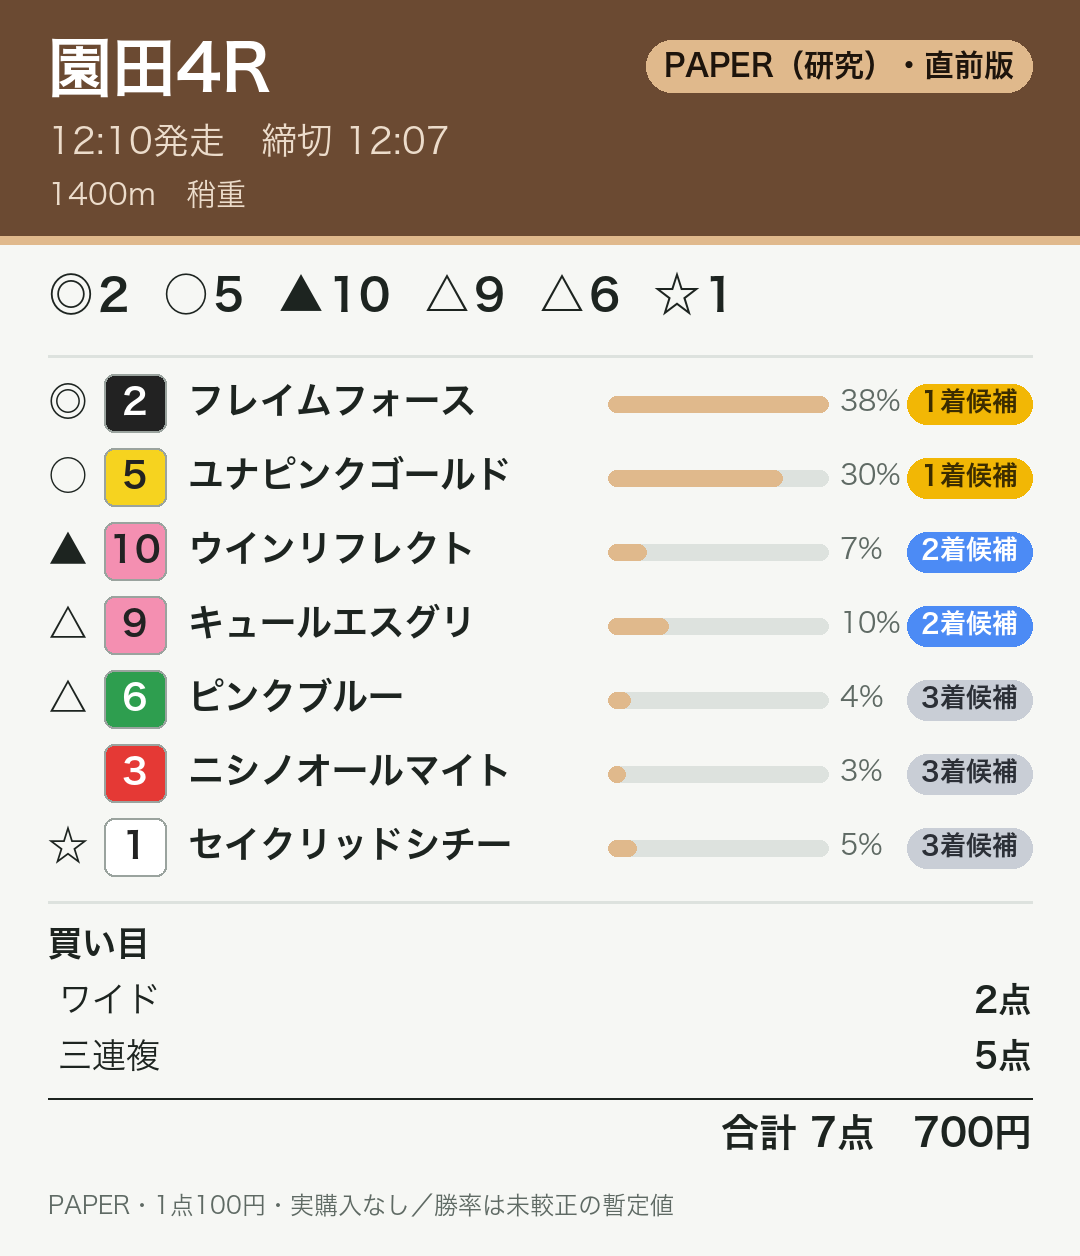 園田4R
PAPER（研究）・直前版
12:10発走　締切 12:07
1400m　稍重
◎2 ○5 ▲10 △9 △6 ☆1
◎ 2 フレイムフォース 38% 1着候補
○ 5 ユナピンクゴールド 30% 1着候補
▲ 10 ウインリフレクト 7% 2着候補
△ 9 キュールエスグリ 10% 2着候補
△ 6 ピンクブルー 4% 3着候補
3 ニシノオールマイト 3% 3着候補
☆ 1 セイクリッドシチー 5% 3着候補
買い目
ワイド 2点
三連複 5点
合計 7点　700円
PAPER・1点100円・実購入なし／勝率は未較正の暫定値